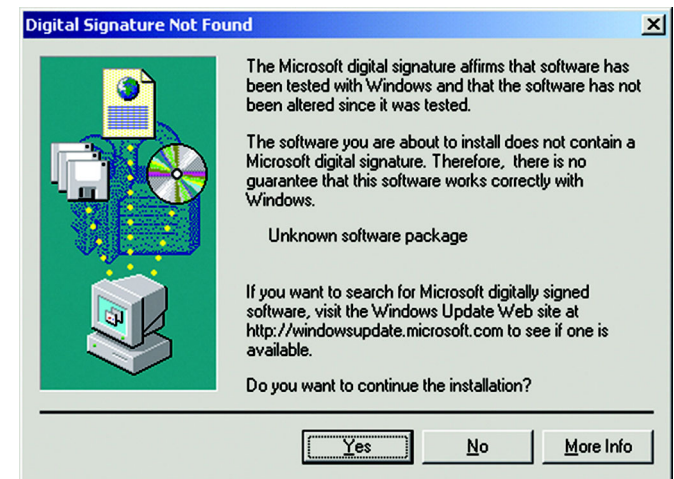 Digital Signature Not Found
The Microsoft digital signature affirms that software has
been tested with Windows and that the software has not
been altered since it was tested.
The software you are about to install does not contain a
Microsoft digital signature. Therefore,  there is no
guarantee that this software works correctly with
Windows.
Unknown software package
If you want to search for Microsoft digitally signed
software, visit the Windows Update Web site at
http://windowsupdate.microsoft.com to see if one is
available.
Do you want to continue the installation?
Yes No More Info